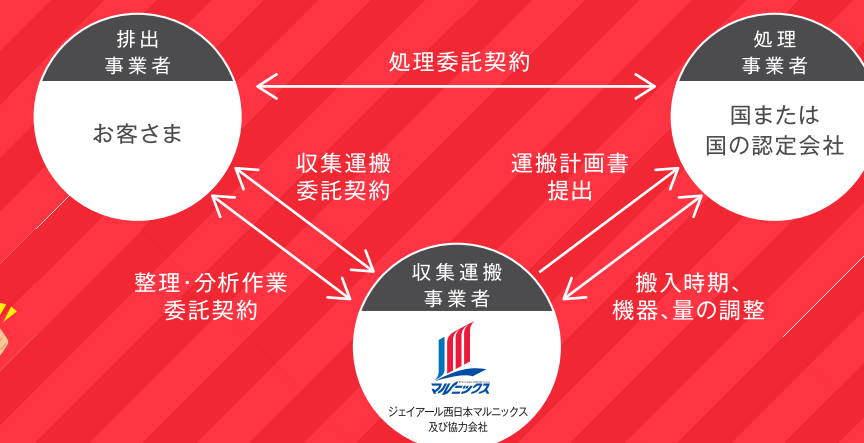 排出
事業者
お客さま
処理委託契約
処理
事業者
国または
国の認定会社
収集運搬
委託契約
運搬計画書
提出
整理・分析作業
委託契約
搬入時期、
機器、量の調整
収集運搬
事業者
マルニックス
ジェイアール西日本マルニックス
及び協力会社